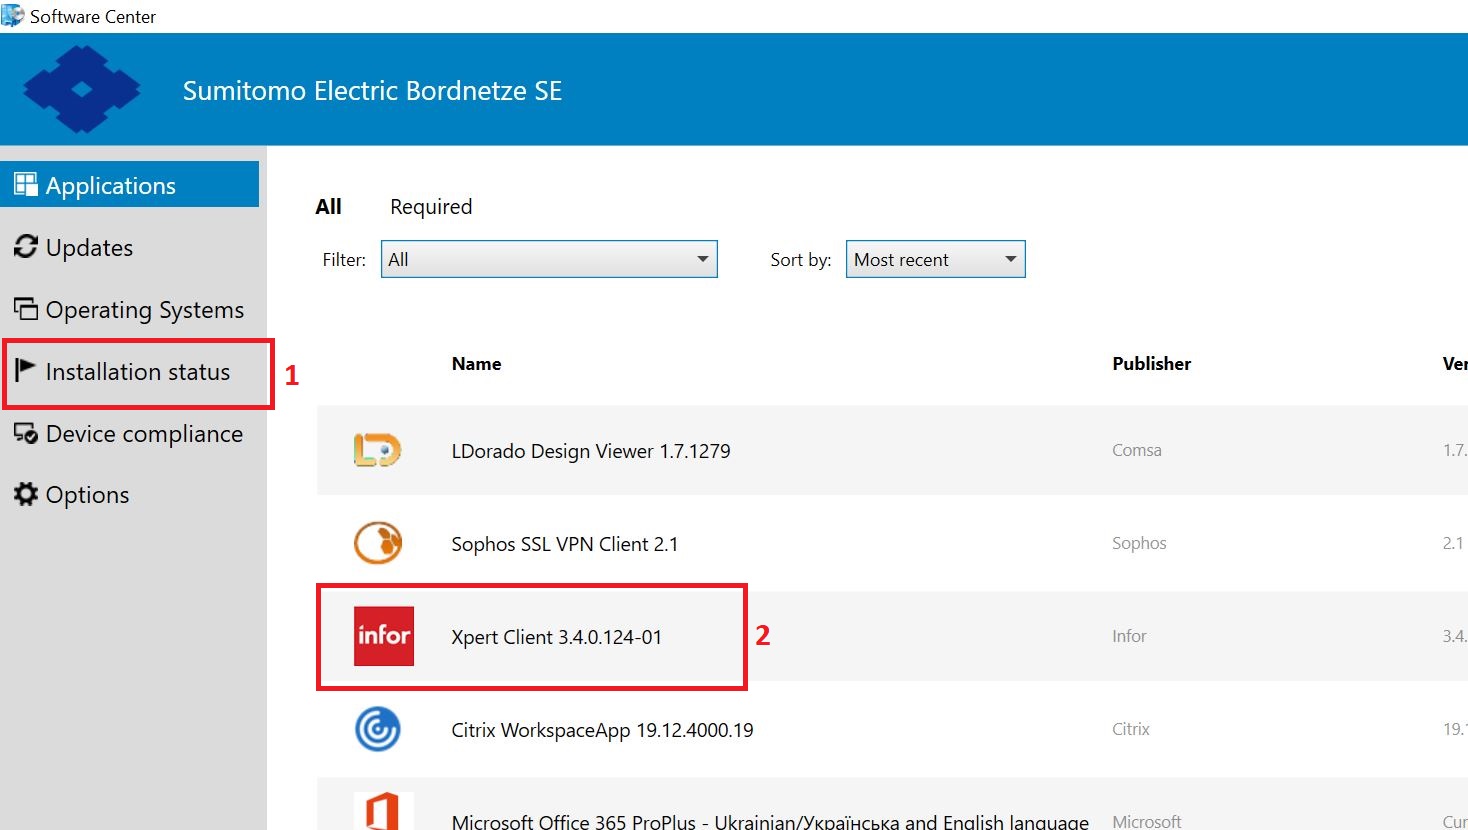 Software Center
Sumitomo Electric Bordnetze SE
Applications
Updates
Operating Systems
Installation status
1
Device compliance
Options
All Required
Filter: All Sort by: Most recent
Name Publisher Ver
LDorado Design Viewer 1.7.1279 Comsa 1.7.
Sophos SSL VPN Client 2.1 Sophos 2.1
infor Xpert Client 3.4.0.124-01 2 Infor 3.4.
Citrix WorkspaceApp 19.12.4000.19 Citrix 19.1
Microsoft Office 365 ProPlus - Ukrainian/Українська and English language Microsoft Cur